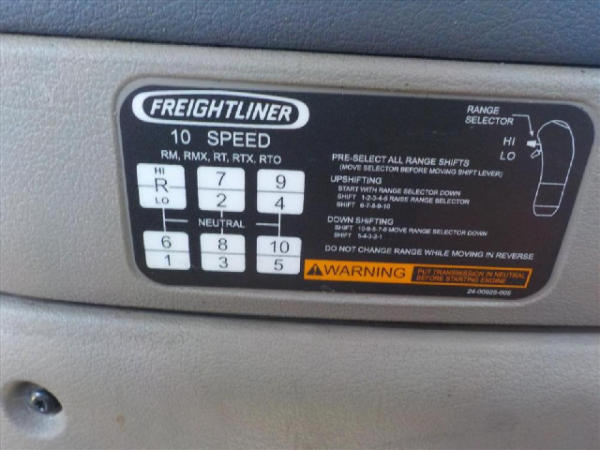 FREIGHTLINER
10 SPEED
RM, RMX, RT, RTX, RTO
HI
R
LO
7
2
9
4
NEUTRAL
6
1
8
3
10
5
RANGE
SELECTOR
HI
LO
PRE-SELECT ALL RANGE SHIFTS
(MOVE SELECTOR BEFORE MOVING SHIFT LEVER)
UPSHIFTING
START WITH RANGE SELECTOR DOWN
SHIFT 1-2-3-4-5 RAISE RANGE SELECTOR
SHIFT 6-7-8-9-10
DOWN SHIFTING
SHIFT 10-9-8-7-6 MOVE RANGE SELECTOR DOWN
SHIFT 5-4-3-2-1
DO NOT CHANGE RANGE WHILE MOVING IN REVERSE
WARNING
PUT TRANSMISSION IN NEUTRAL
BEFORE STARTING ENGINE